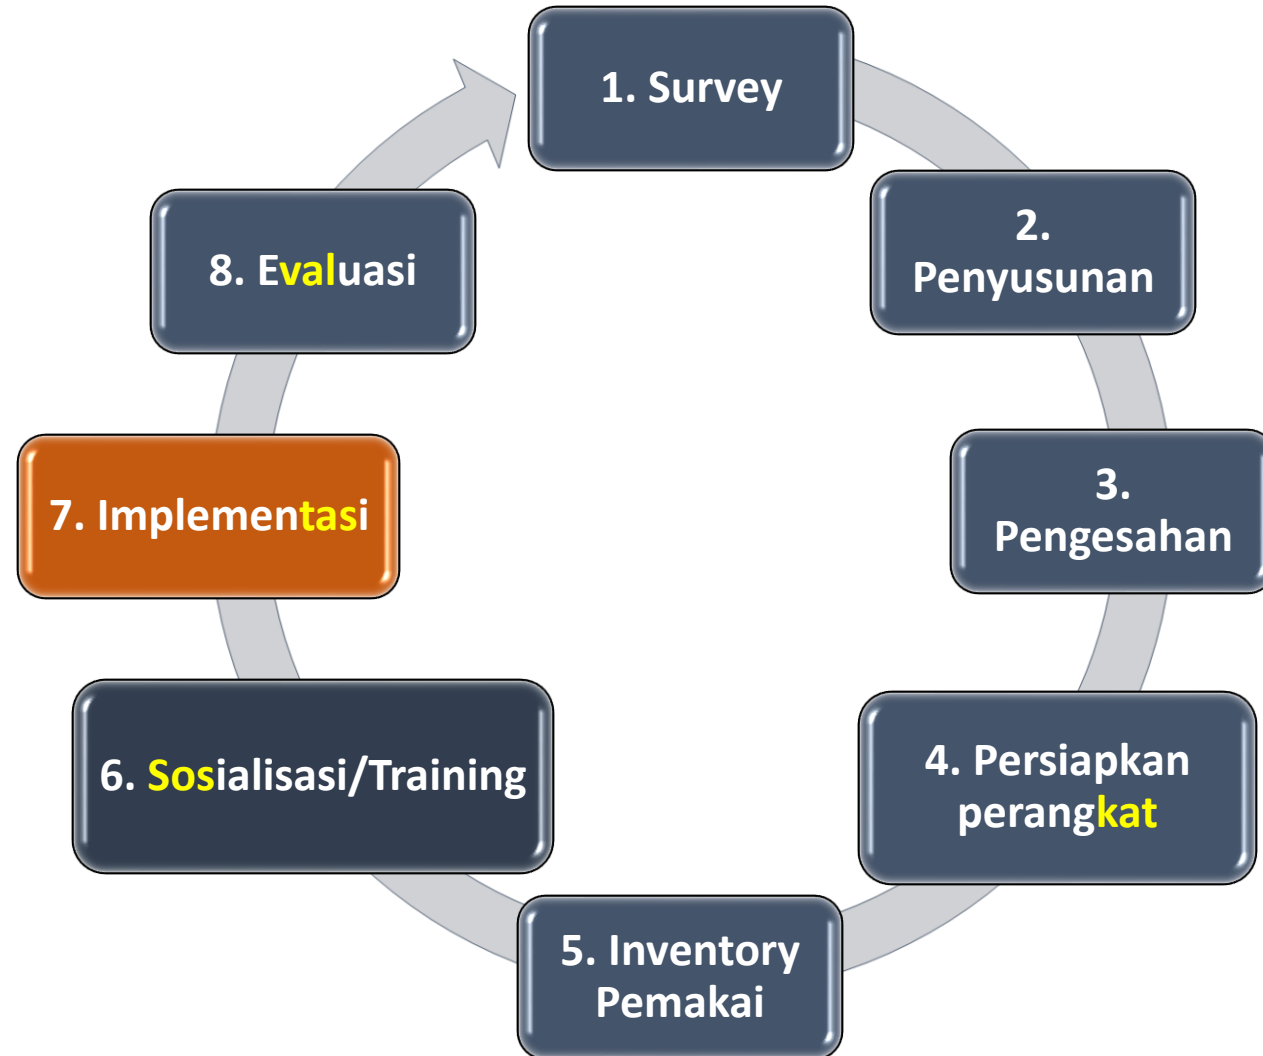 1. Survey
2.
Penyusunan
3.
Pengesahan
4. Persiapkan
perangkat
5. Inventory
Pemakai
6. Sosialisasi/Training
7. Implementasi
8. Evaluasi